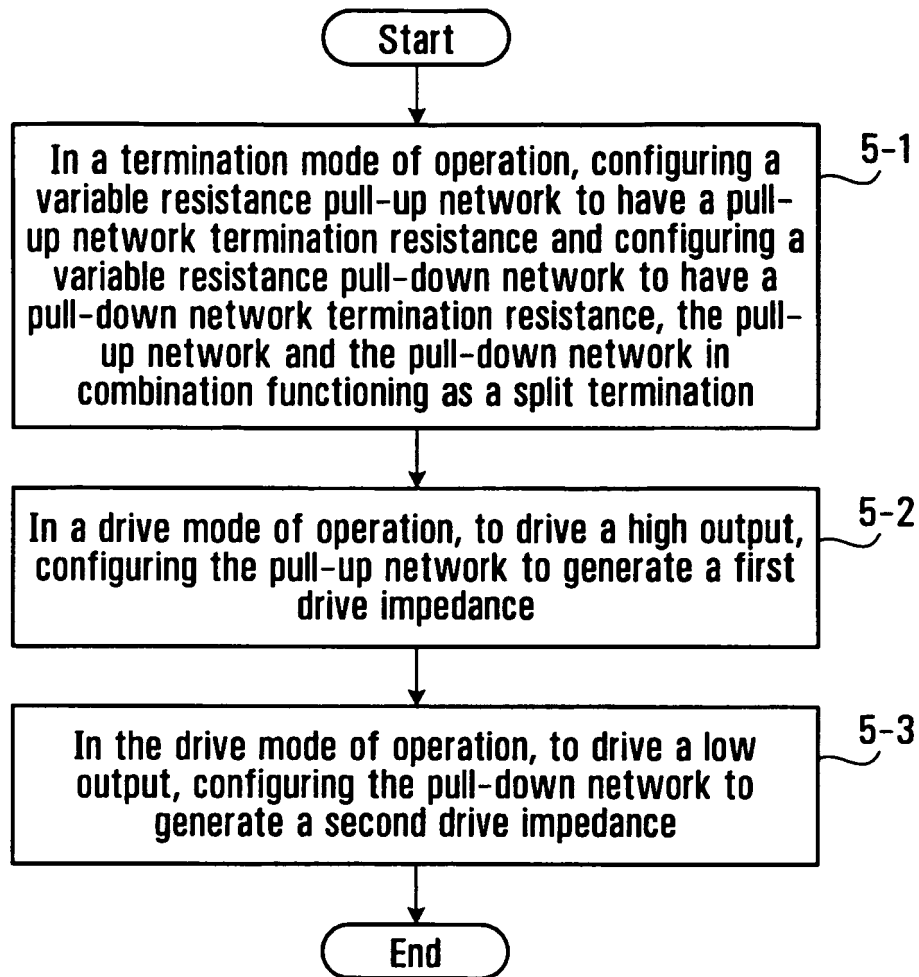 Start
5-1
In a termination mode of operation, configuring a
variable resistance pull-up network to have a pull-
up network termination resistance and configuring a
variable resistance pull-down network to have a
pull-down network termination resistance, the pull-
up network and the pull-down network in
combination functioning as a split termination
5-2
In a drive mode of operation, to drive a high output,
configuring the pull-up network to generate a first
drive impedance
5-3
In the drive mode of operation, to drive a low
output, configuring the pull-down network to
generate a second drive impedance
End